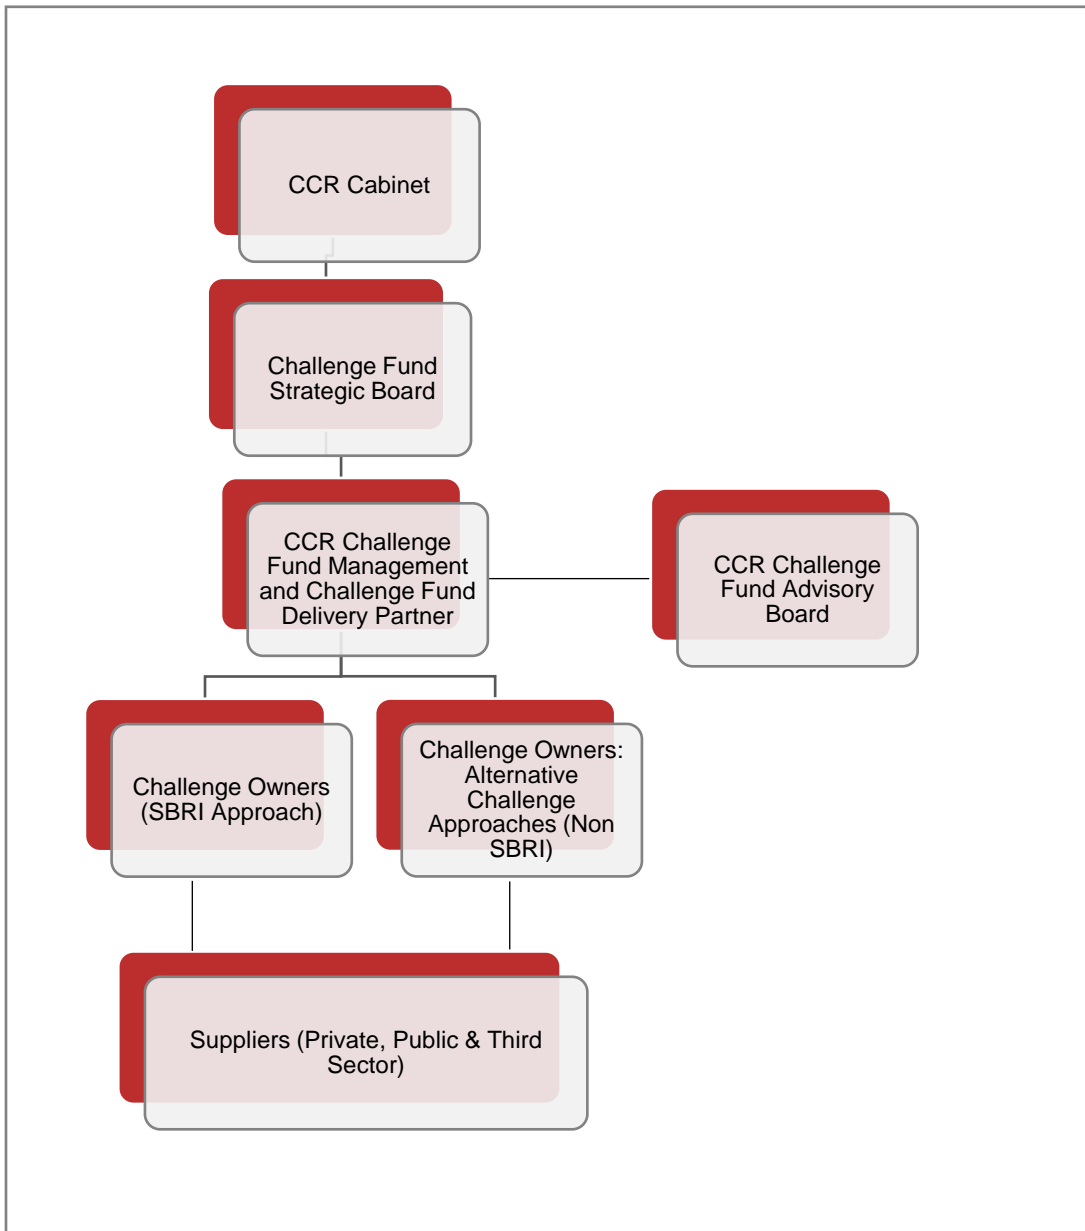 CCR Cabinet
Challenge Fund
Strategic Board
CCR Challenge
Fund Management
and Challenge Fund
Delivery Partner
CCR Challenge
Fund Advisory
Board
Challenge Owners
(SBRI Approach)
Challenge Owners:
Alternative
Challenge
Approaches (Non
SBRI)
Suppliers (Private, Public & Third
Sector)